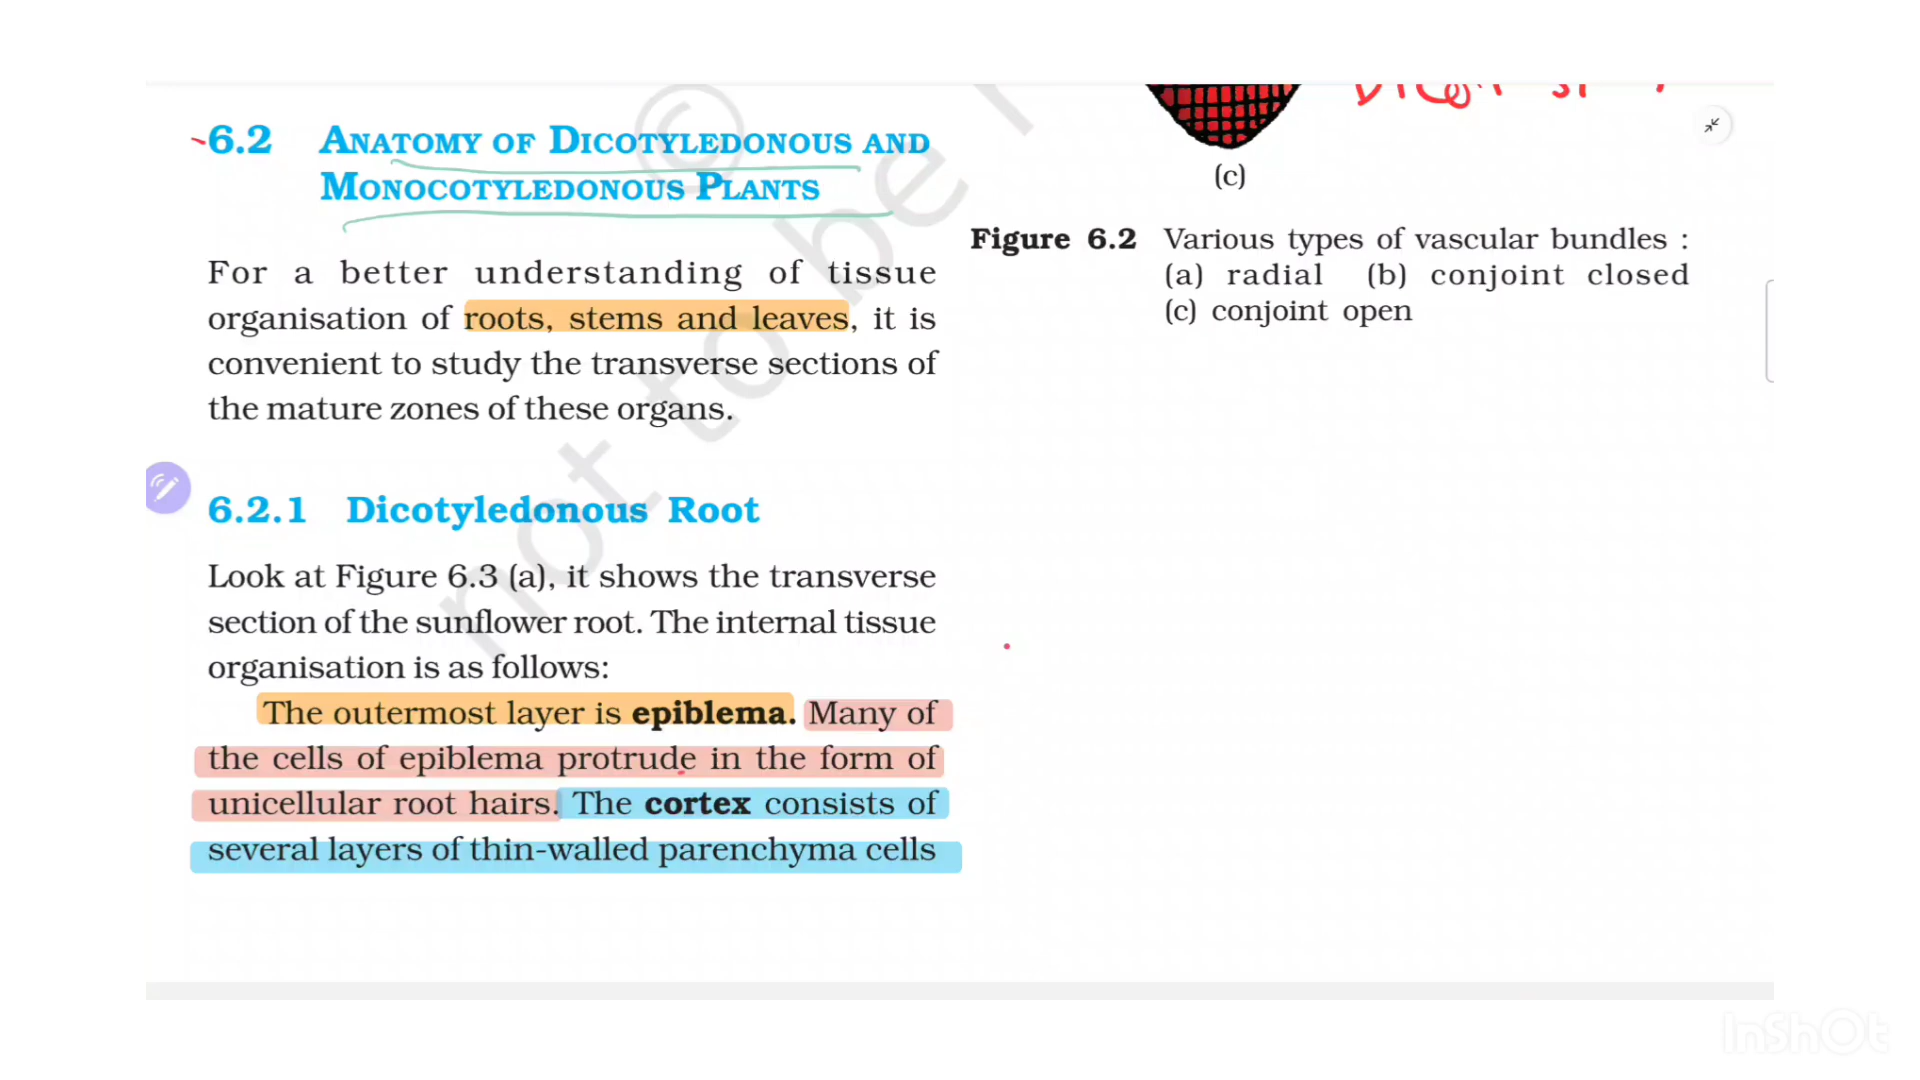 6.2 ANATOMY OF DICOTYLEDONOUS AND
MONOCOTYLEDONOUS PLANTS
For a better understanding of tissue
organisation of roots, stems and leaves, it is
convenient to study the transverse sections of
the mature zones of these organs.
6.2.1 Dicotyledonous Root
Look at Figure 6.3 (a), it shows the transverse
section of the sunflower root. The internal tissue
organisation is as follows:
The outermost layer is epiblema. Many of
the cells of epiblema protrude in the form of
unicellular root hairs. The cortex consists of
several layers of thin-walled parenchyma cells
(c)
Figure 6.2 Various types of vascular bundles :
(a) radial (b) conjoint closed
(c) conjoint open
© not to be
InShOt